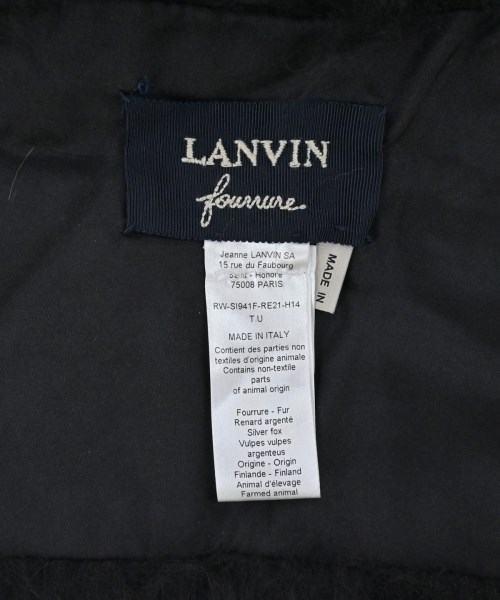 LANVIN
fourrure.
Jeanne LANVIN SA
15 rue du Faubourg
Saint - Honoré
75008 PARIS
MADE IN
RW-SI941F-RE21-H14
T.U
MADE IN ITALY
Contient des parties non
textiles d'origine animale
Contains non-textile
parts
of animal origin
Fourrure - Fur
Renard argenté
Silver fox
Vulpes vulpes
argenteus
Origine - Origin
Finlande - Finland
Animal d'élevage
Farmed animal